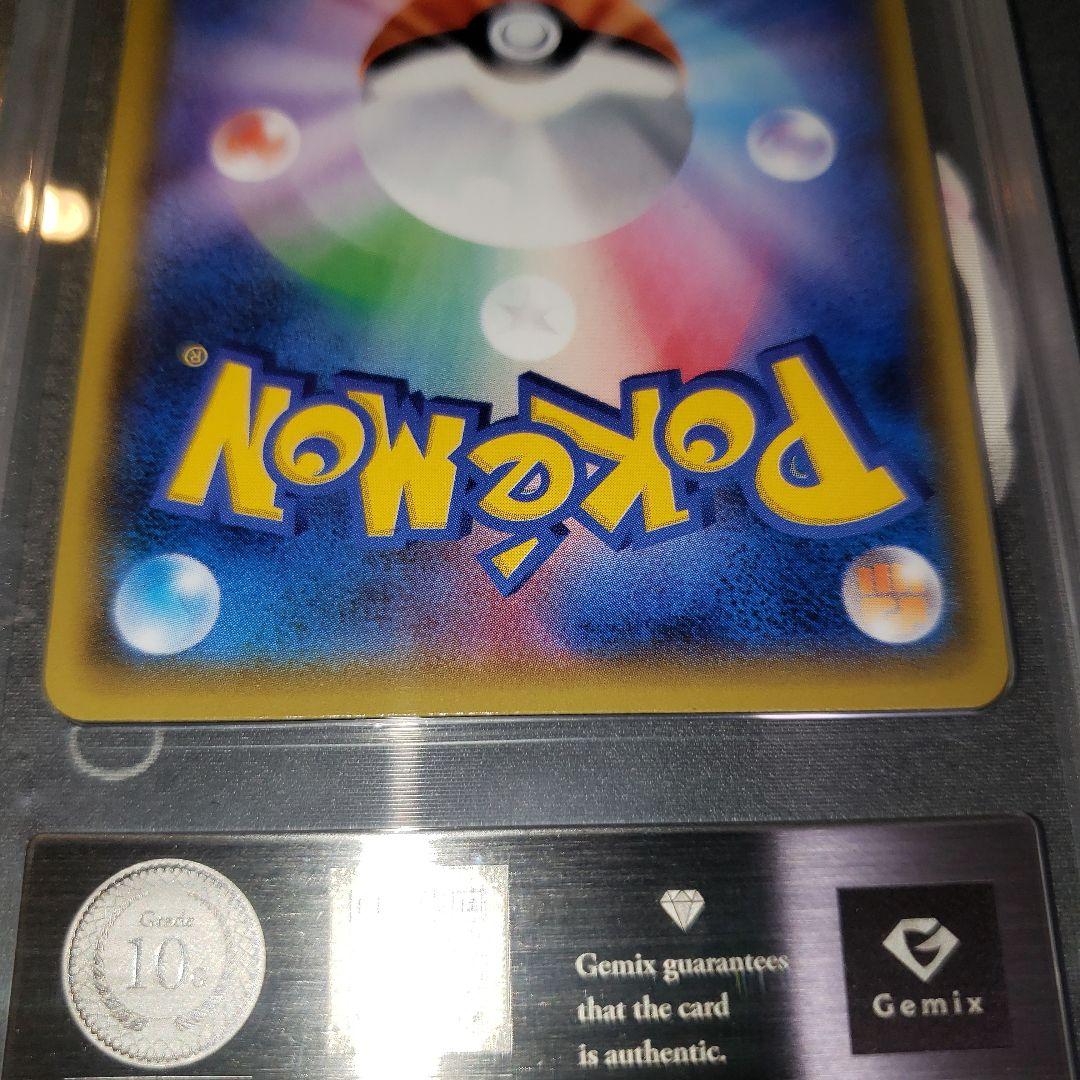 POKéMON®
Grade
10s
Gemix guarantees
that the card
is authentic.
Gemix